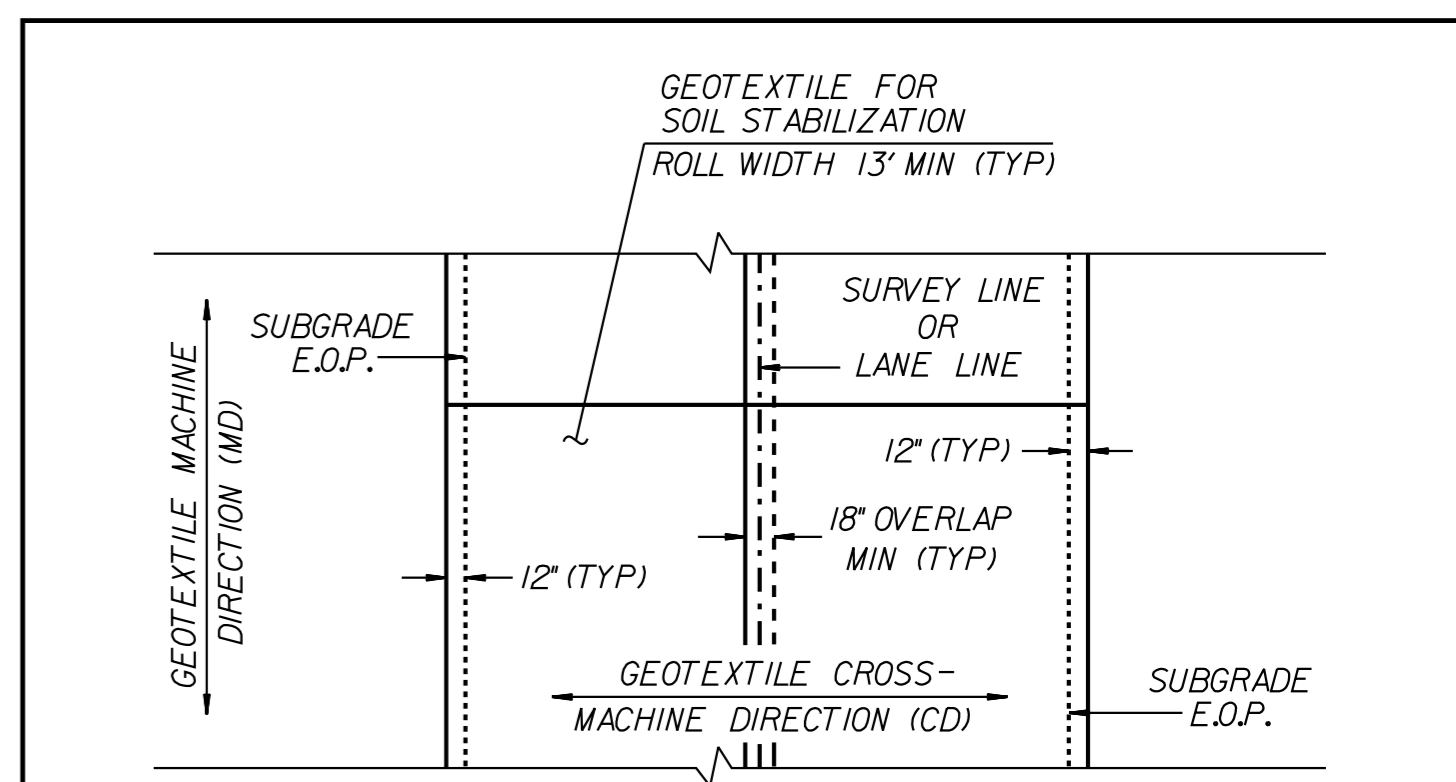 GEOTEXTILE FOR
SOIL STABILIZATION
ROLL WIDTH 13' MIN (TYP)
SURVEY LINE
OR
LANE LINE
SUBGRADE
E.O.P.
GEOTEXTILE MACHINE
DIRECTION (MD)
12" (TYP)
18" OVERLAP
MIN (TYP)
12" (TYP)
GEOTEXTILE CROSS-
MACHINE DIRECTION (CD)
SUBGRADE
E.O.P.